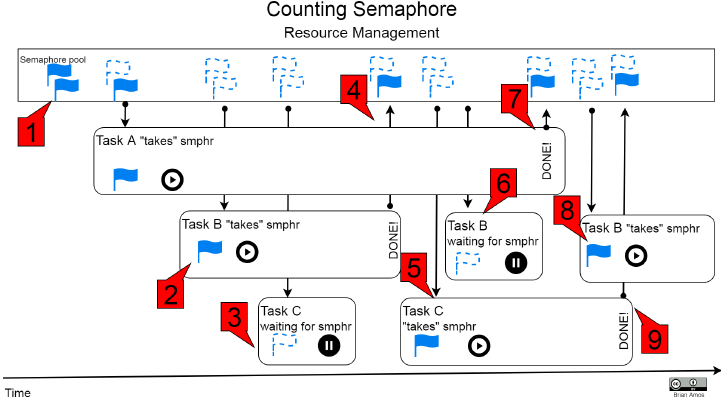 Counting Semaphore
Resource Management
Semaphore pool
1
4
7
Task A "takes" smphr
DONE!
6
Task B "takes" smphr
DONE!
2
Task B
waiting for smphr
8
Task B "takes" smphr
3
Task C
waiting for smphr
5
Task C
"takes" smphr
DONE!
9
Time
cc BY
Brian Amos